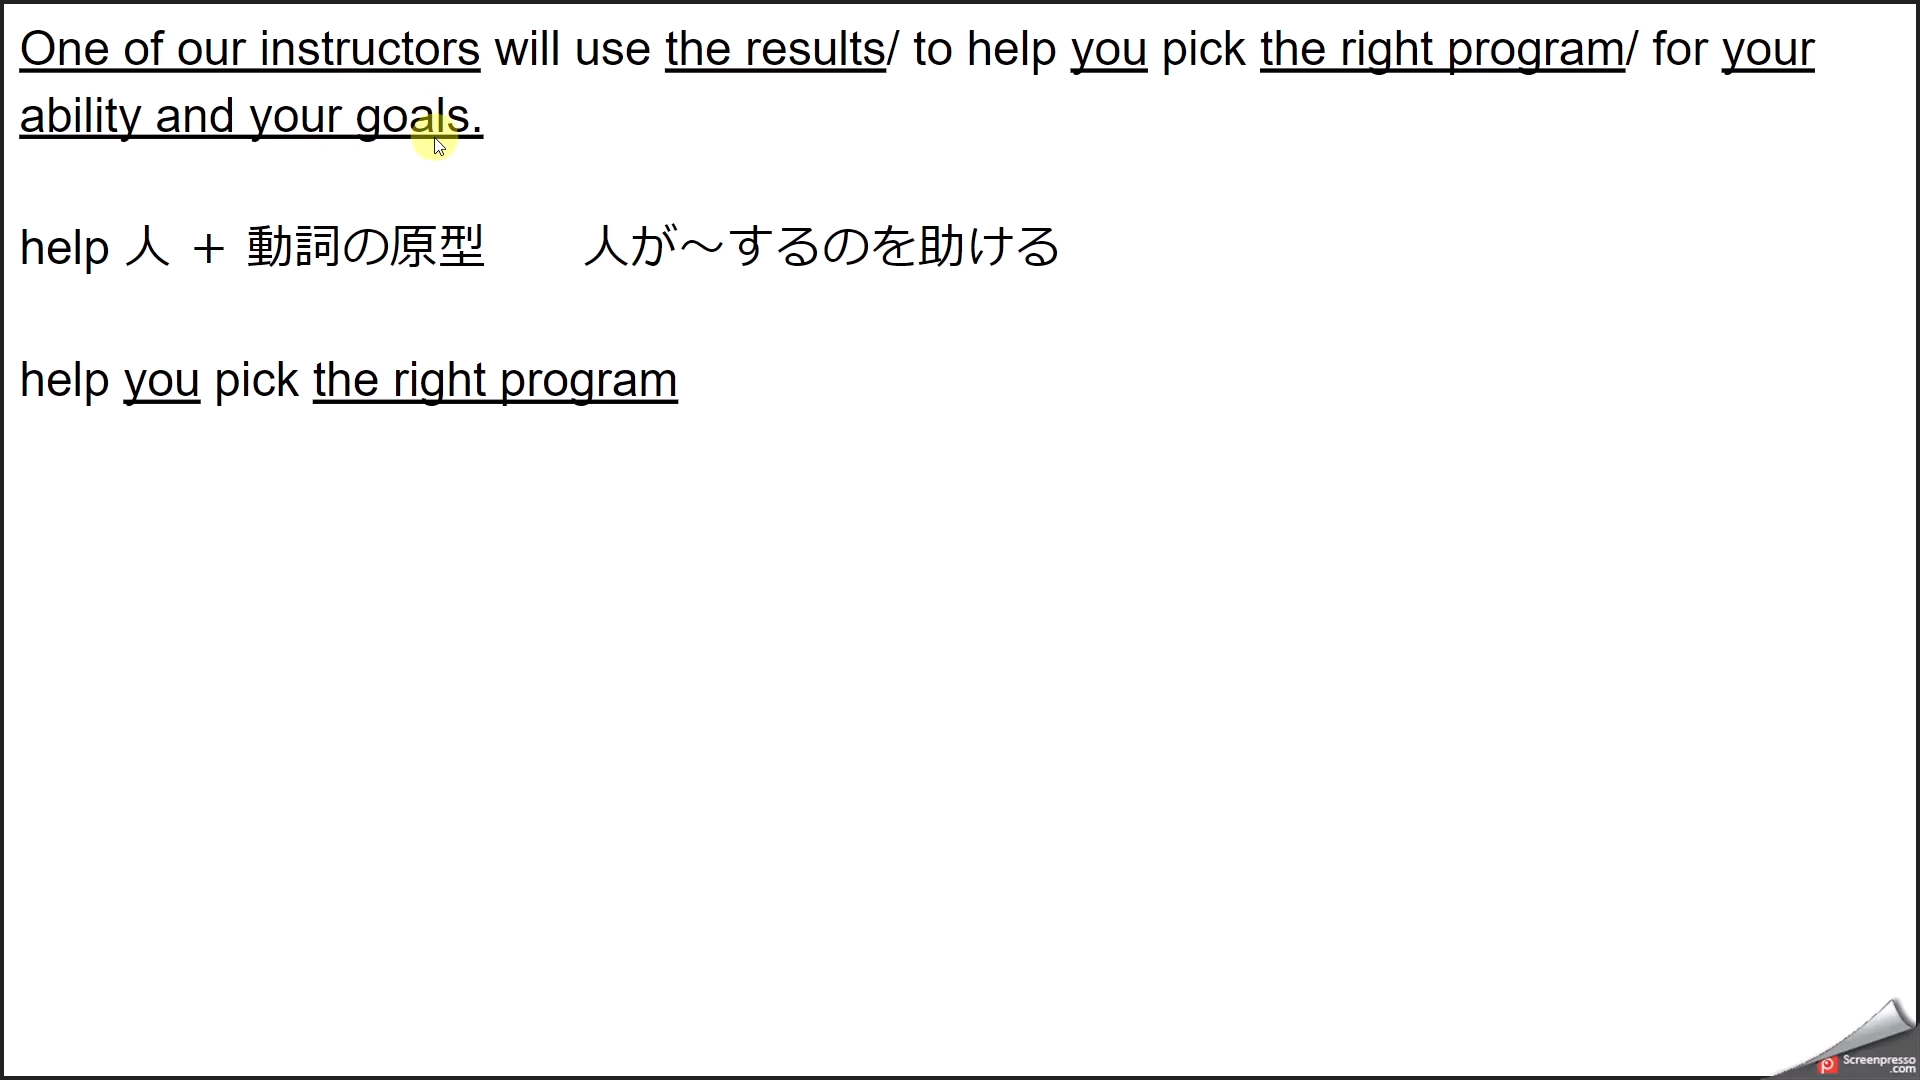 One of our instructors will use the results/ to help you pick the right program/ for your
ability and your goals.
help 人 ＋ 動詞の原型　　人が～するのを助ける
help you pick the right program
Screenpresso
.com